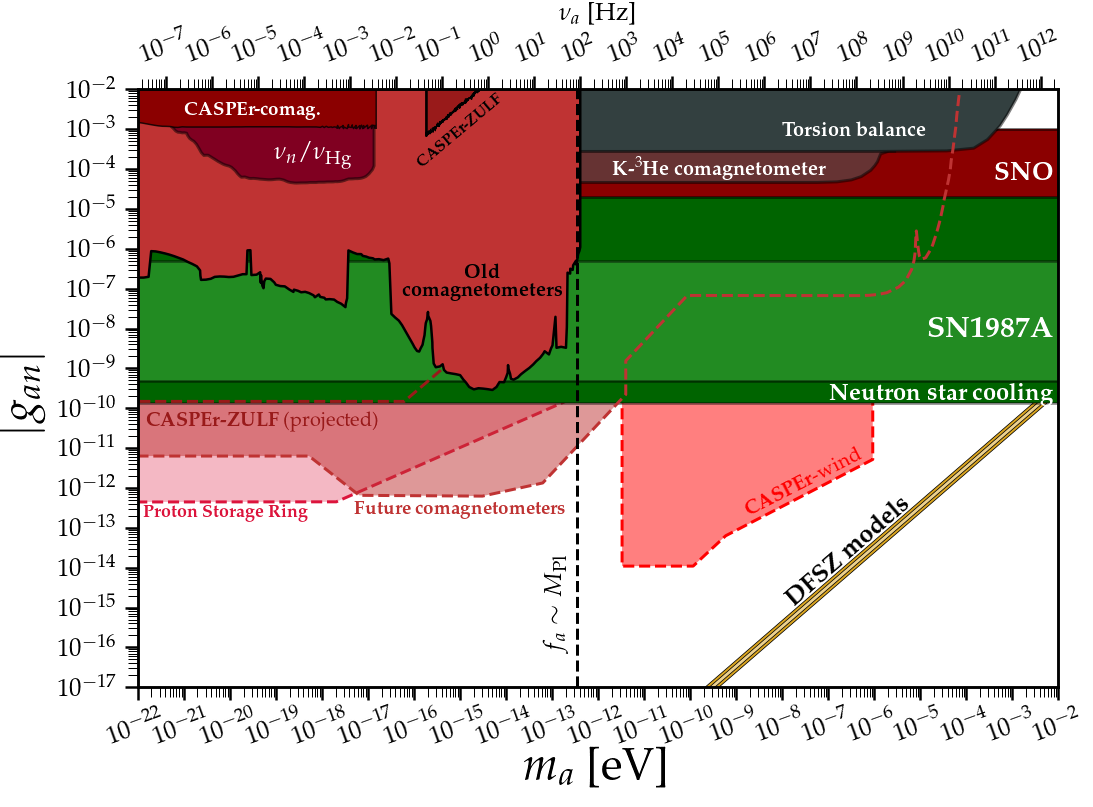 ν_a [Hz]
10^−7 10^−6 10^−5 10^−4 10^−3 10^−2 10^−1 10^0 10^1 10^2 10^3 10^4 10^5 10^6 10^7 10^8 10^9 10^10 10^11 10^12
10^−2
10^−3
10^−4
10^−5
10^−6
10^−7
10^−8
10^−9
10^−10
10^−11
10^−12
10^−13
10^−14
10^−15
10^−16
10^−17
|g_an|
CASPEr-comag.
ν_n/ν_Hg
CASPEr-ZULF
Torsion balance
K-^3He comagnetometer
SNO
Old
comagnetometers
SN1987A
Neutron star cooling
CASPEr-ZULF (projected)
CASPEr-wind
Proton Storage Ring
Future comagnetometers
DFSZ models
f_a ∼ M_Pl
10^−22 10^−21 10^−20 10^−19 10^−18 10^−17 10^−16 10^−15 10^−14 10^−13 10^−12 10^−11 10^−10 10^−9 10^−8 10^−7 10^−6 10^−5 10^−4 10^−3 10^−2
m_a [eV]